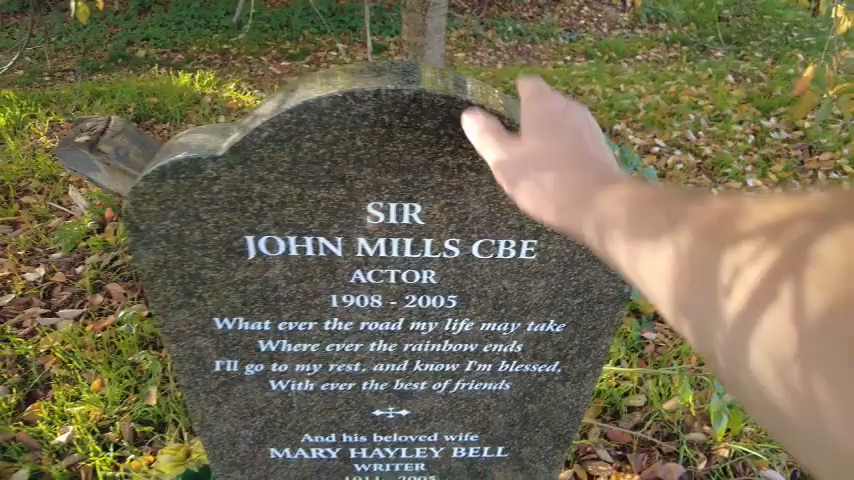 SIR
JOHN MILLS CBE
ACTOR
1908 - 2005
What ever the road my life may take
Where ever the rainbow ends
I'll go to my rest, and know I'm blessed,
With ever the best of friends
And his beloved wife
MARY HAYLEY BELL
WRITER
1911 - 2005